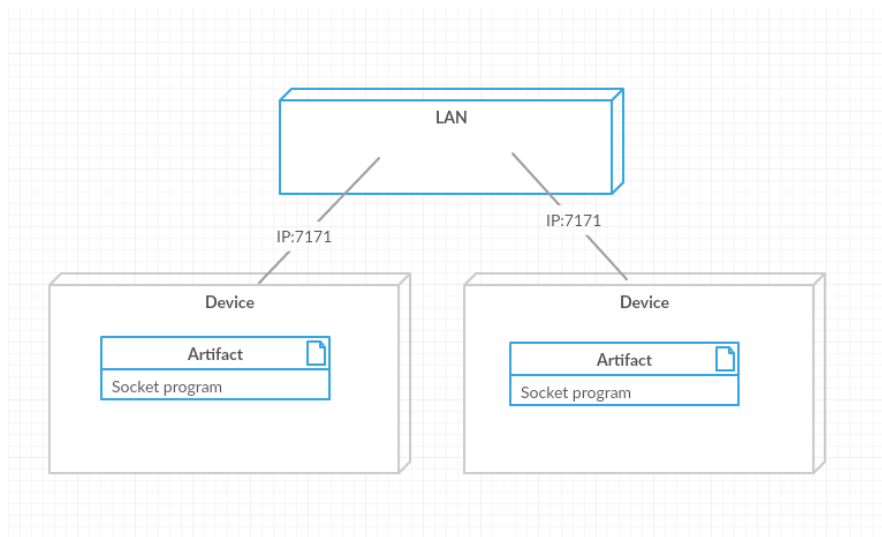 LAN
IP:7171
IP:7171
Device
Artifact
Socket program
Device
Artifact
Socket program